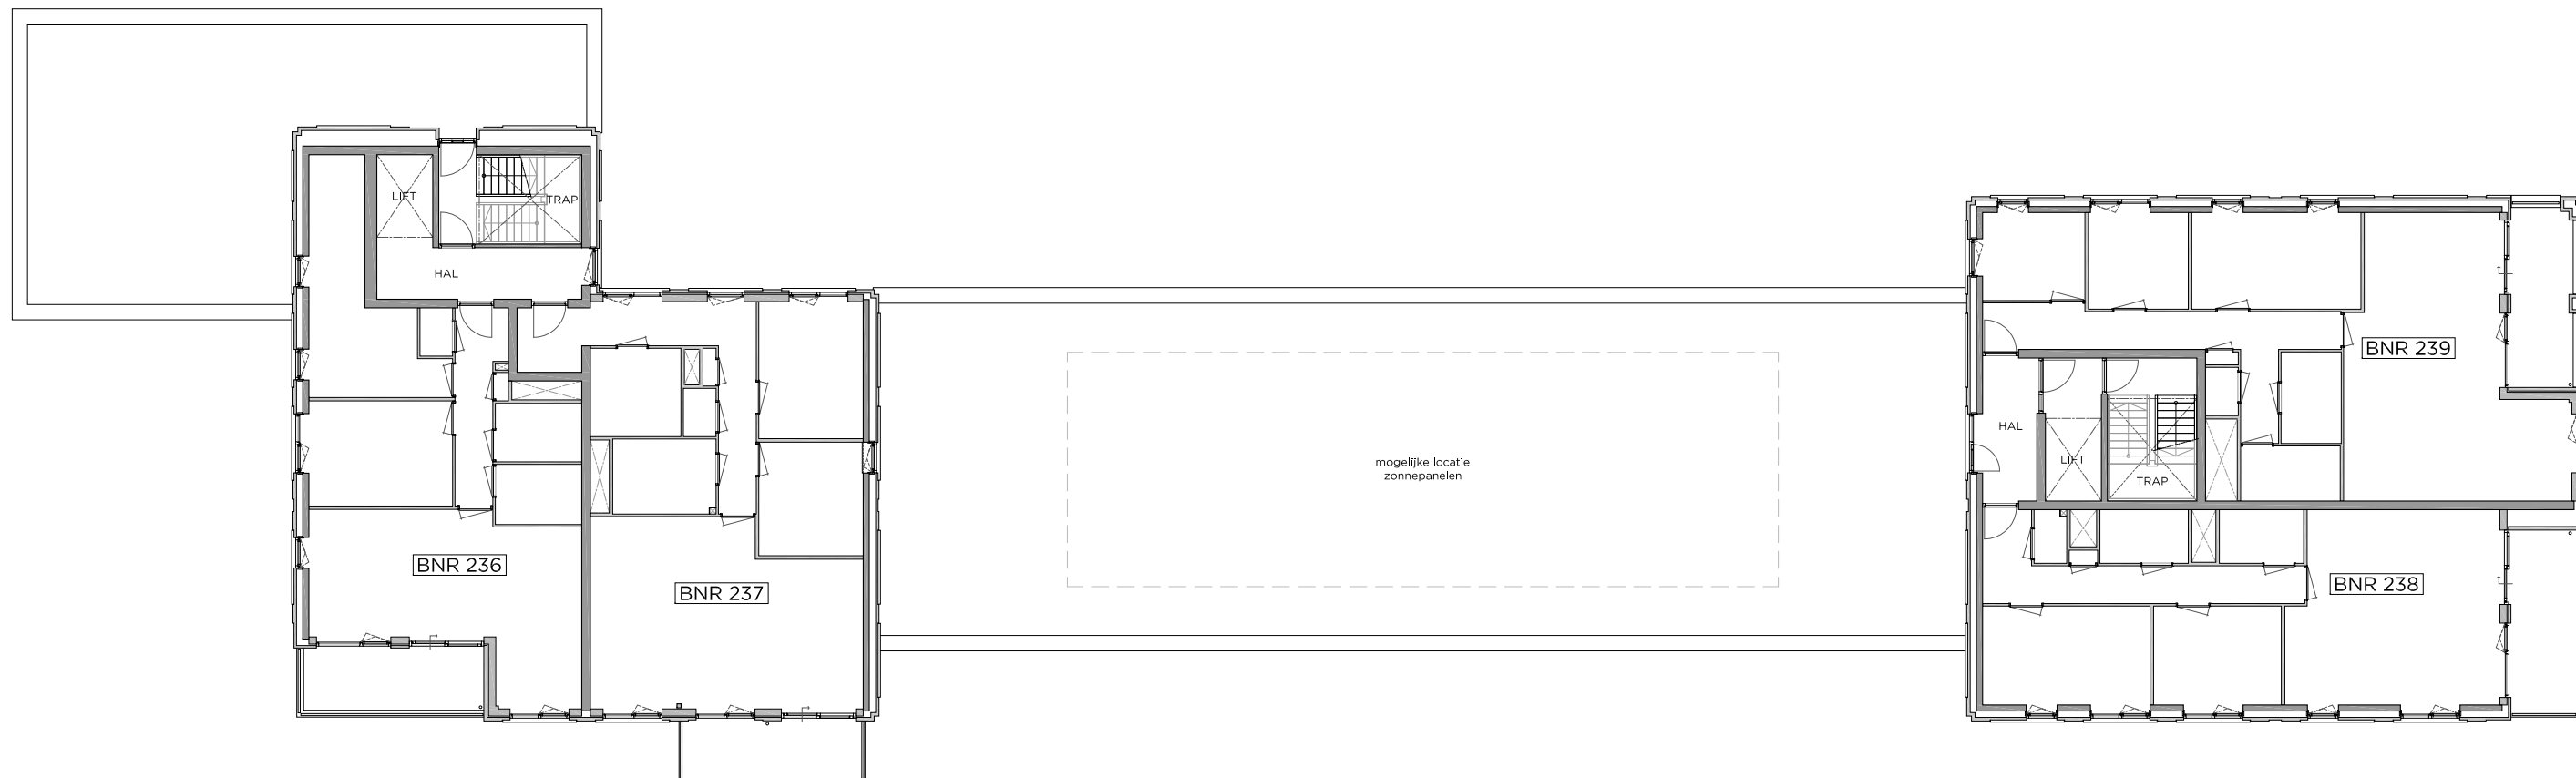 LIFT
TRAP
HAL
BNR 236
BNR 237
mogelijke locatie
zonnepanelen
BNR 239
HAL
LIFT
TRAP
BNR 238